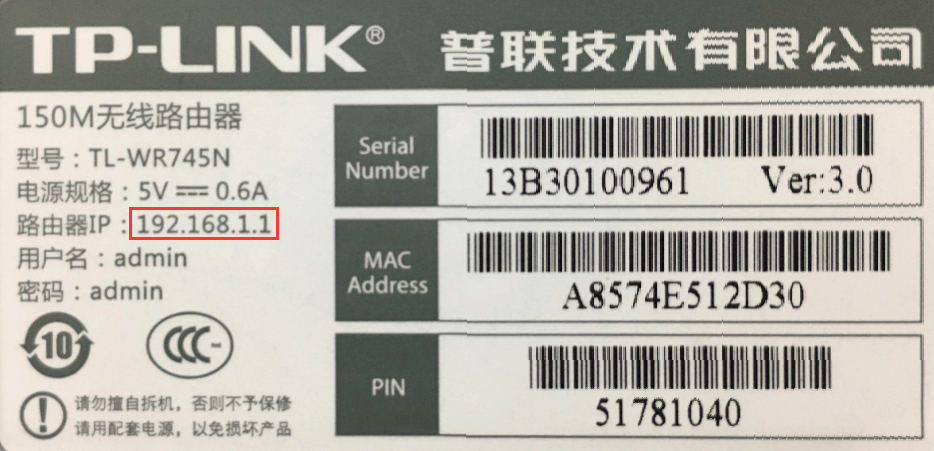 TP-LINK® 普联技术有限公司
150M无线路由器
型号：TL-WR745N
电源规格：5V 0.6A
路由器IP：192.168.1.1
用户名：admin
密码：admin
10
CCC
请勿擅自拆机，否则不予保修
请用配套电源，以免损坏产品
Serial Number
13B30100961 Ver:3.0
MAC Address
A8574E512D30
PIN
51781040